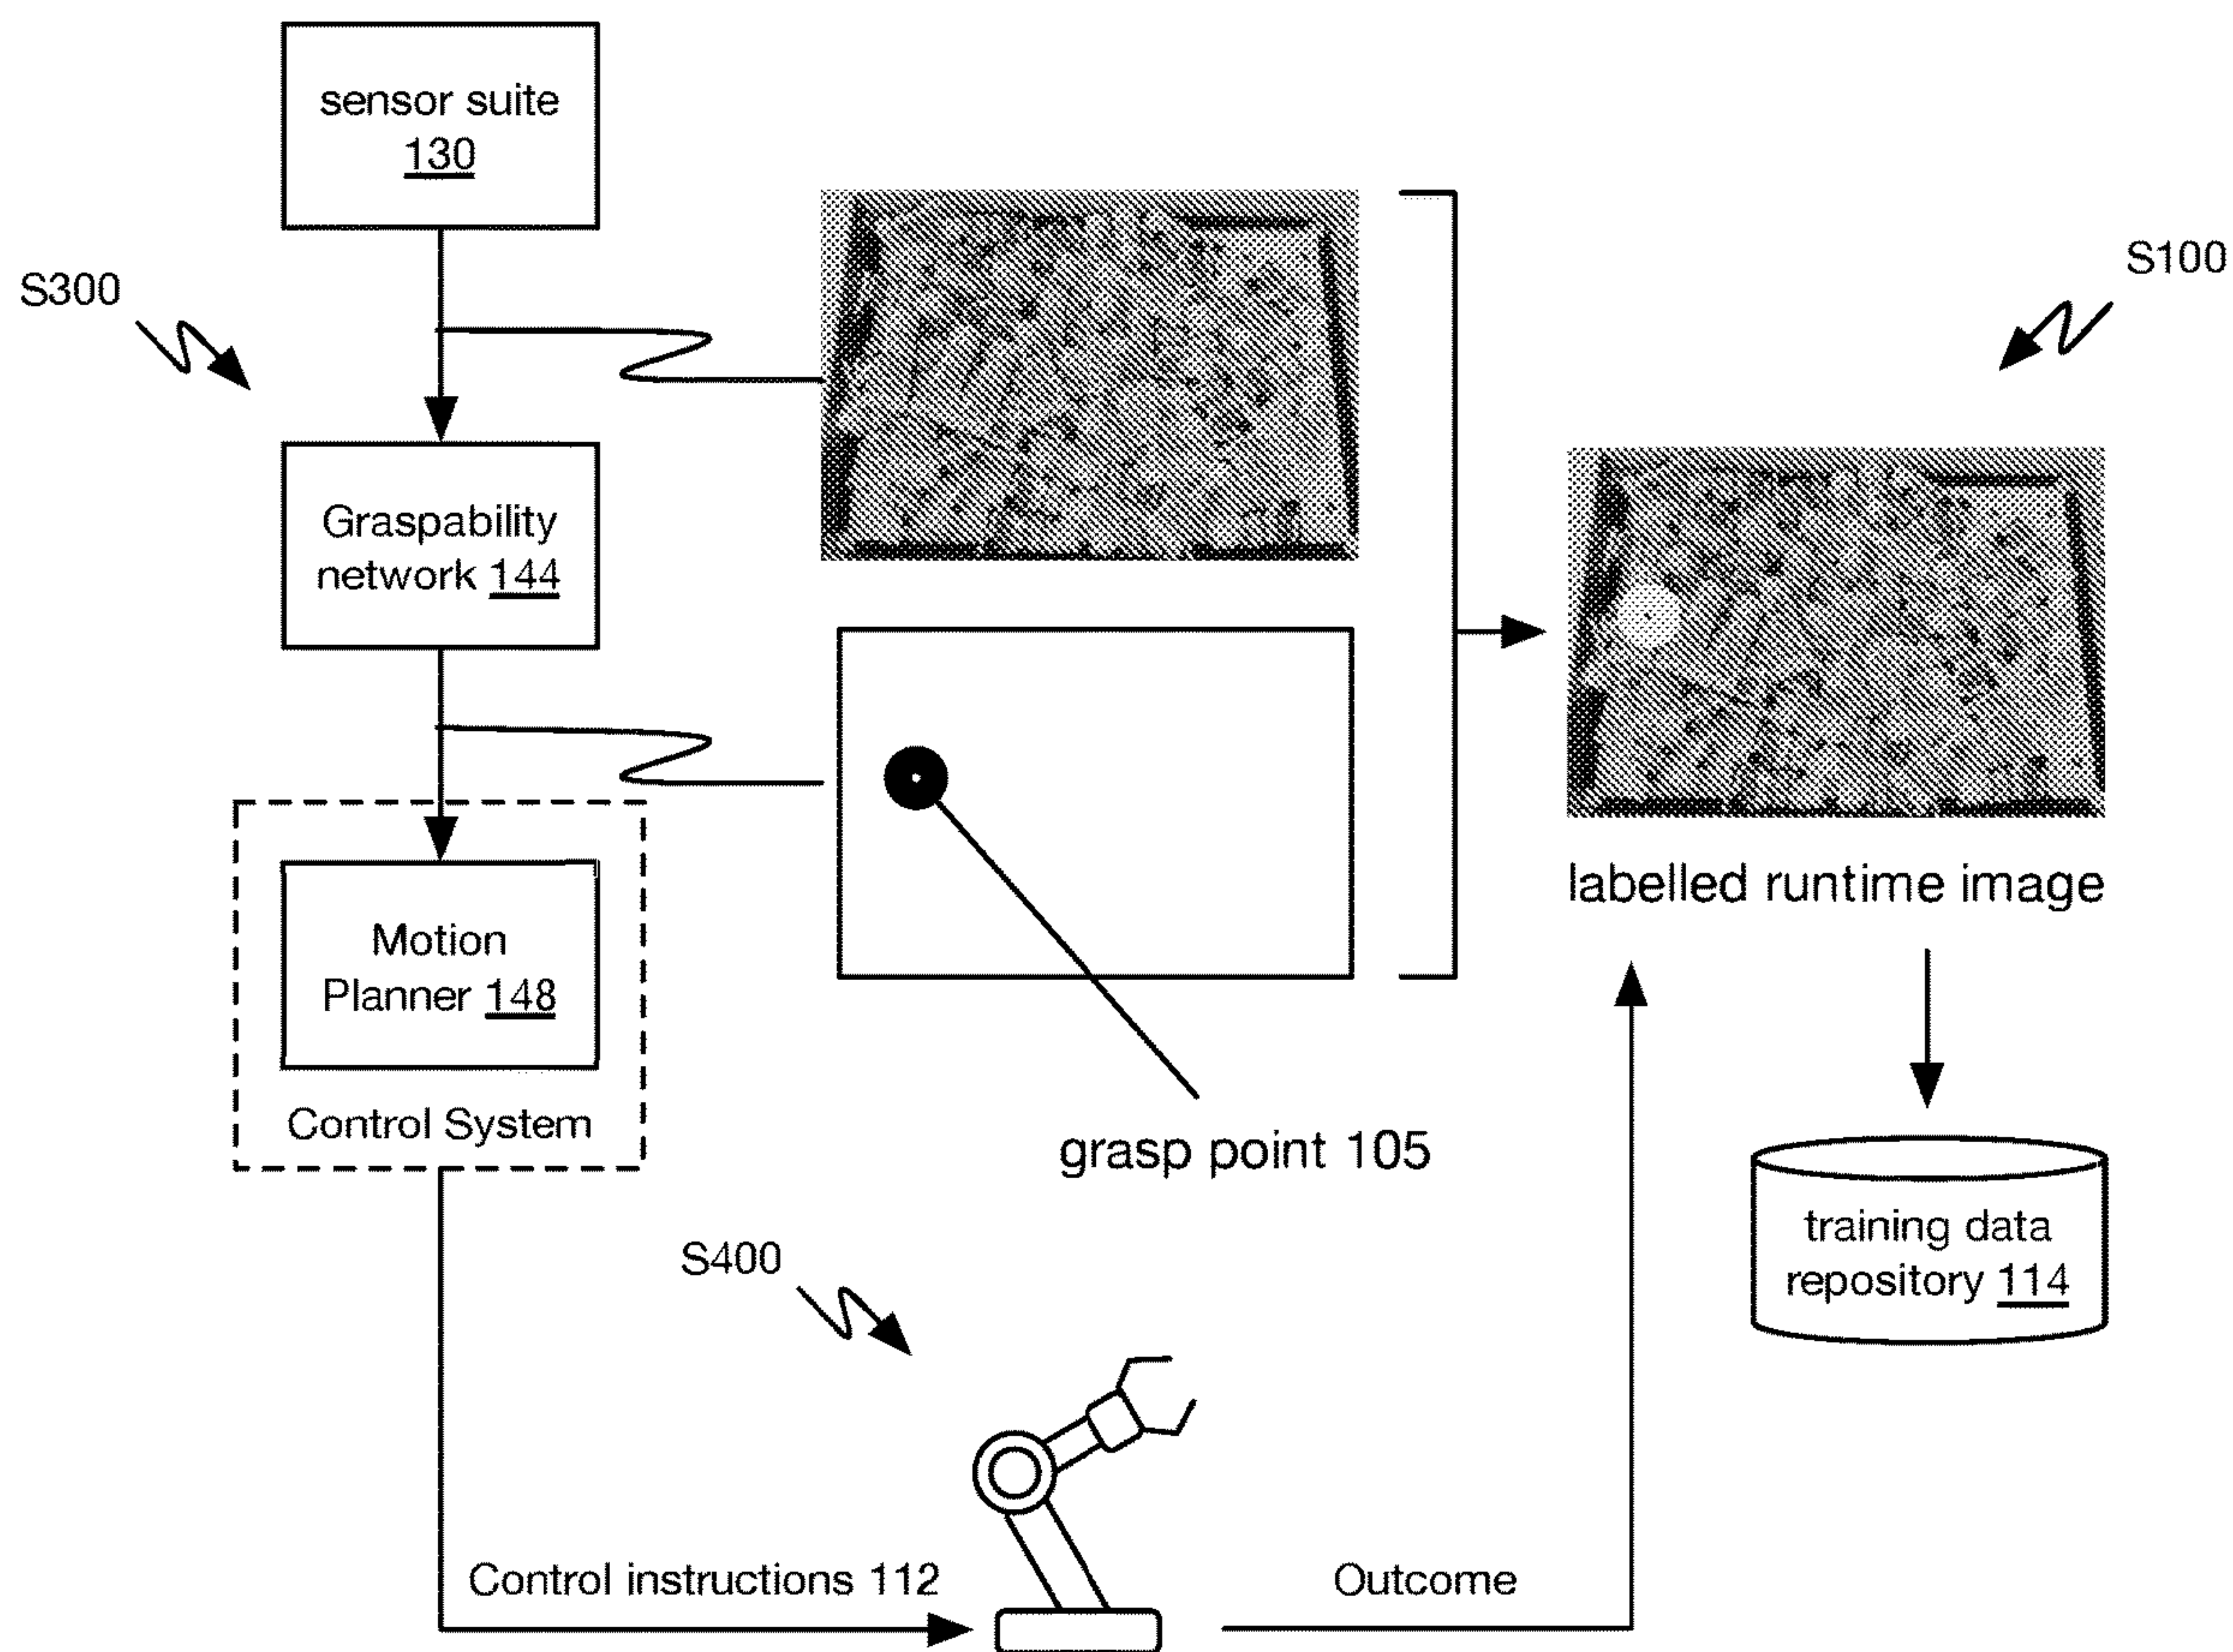 sensor suite
130
S300
S100
Graspability
network 144
labelled runtime image
Motion
Planner 148
Control System
grasp point 105
training data
repository 114
S400
Control instructions 112
Outcome